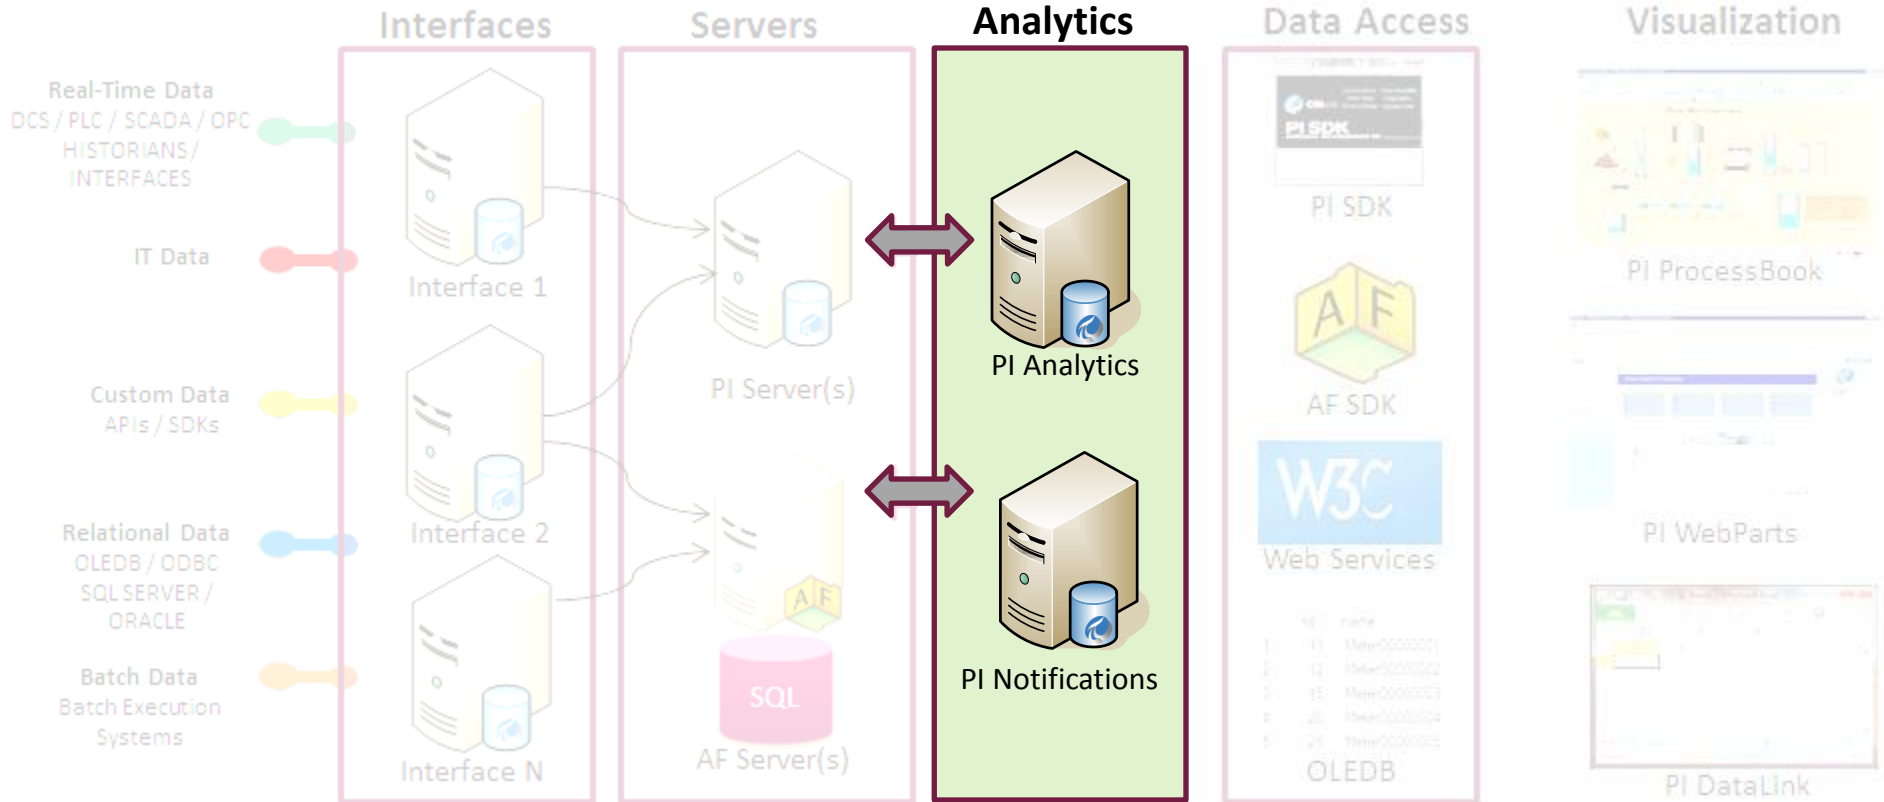 Interfaces
Servers
Analytics
Data Access
Visualization
Real-Time Data
DCS / PLC / SCADA / OPC
HISTORIANS /
INTERFACES
IT Data
Custom Data
APIs / SDKs
Relational Data
OLEDB / ODBC
SQL SERVER /
ORACLE
Batch Data
Batch Execution
Systems
Interface 1
Interface 2
Interface N
PI Server(s)
AF
SQL
AF Server(s)
PI Analytics
PI Notifications
PI SDK
PI SDK
AF
AF SDK
W3C
Web Services
name
OLEDB
PI ProcessBook
PI WebParts
PI DataLink